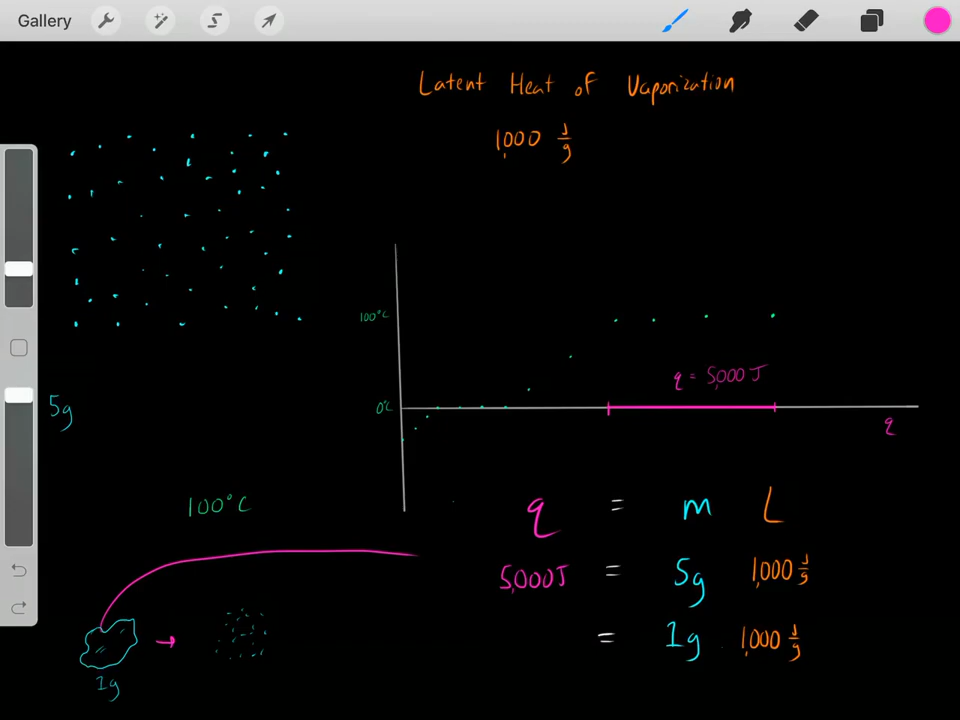 Gallery
Latent Heat of Vaporization
1,000 J/g
100°C
q = 5,000 J
0°C
5g
q
100°C
q = m L
5,000J = 5g 1,000 J/g
= 1g 1,000 J/g
1g